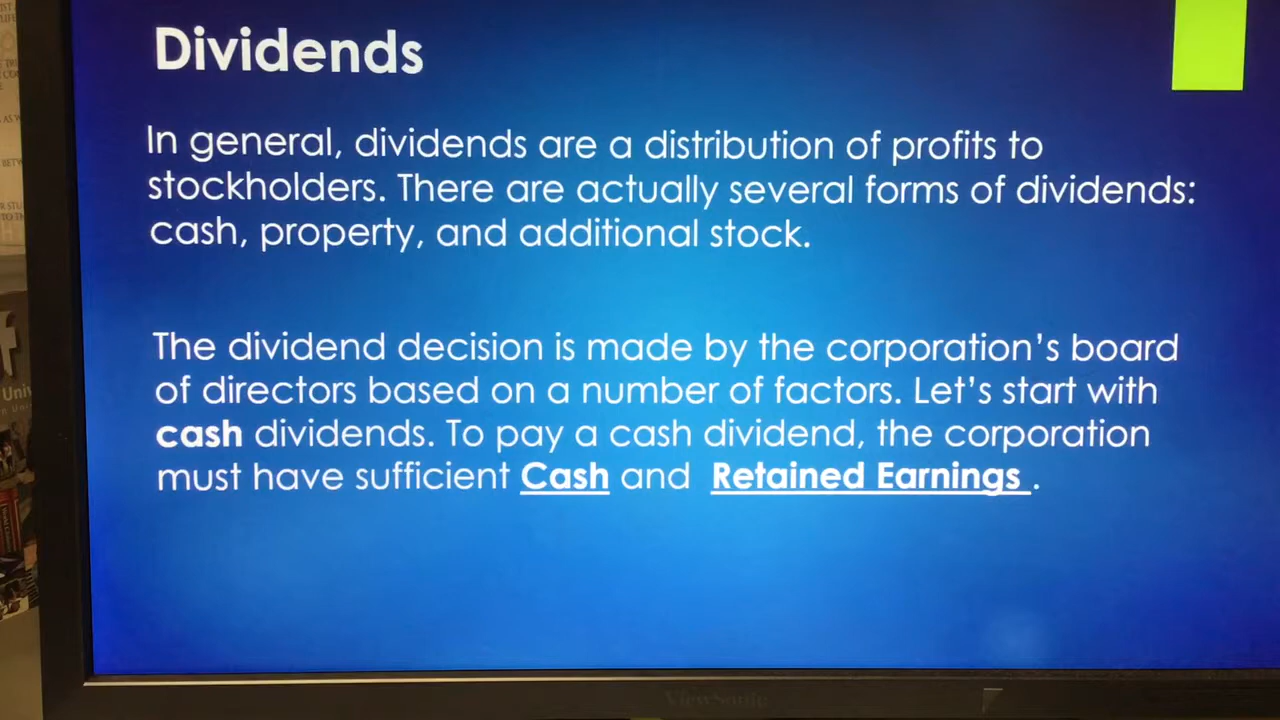 Dividends
In general, dividends are a distribution of profits to
stockholders. There are actually several forms of dividends:
cash, property, and additional stock.
The dividend decision is made by the corporation's board
of directors based on a number of factors. Let's start with
cash dividends. To pay a cash dividend, the corporation
must have sufficient Cash and Retained Earnings .
ViewSonic
Univ